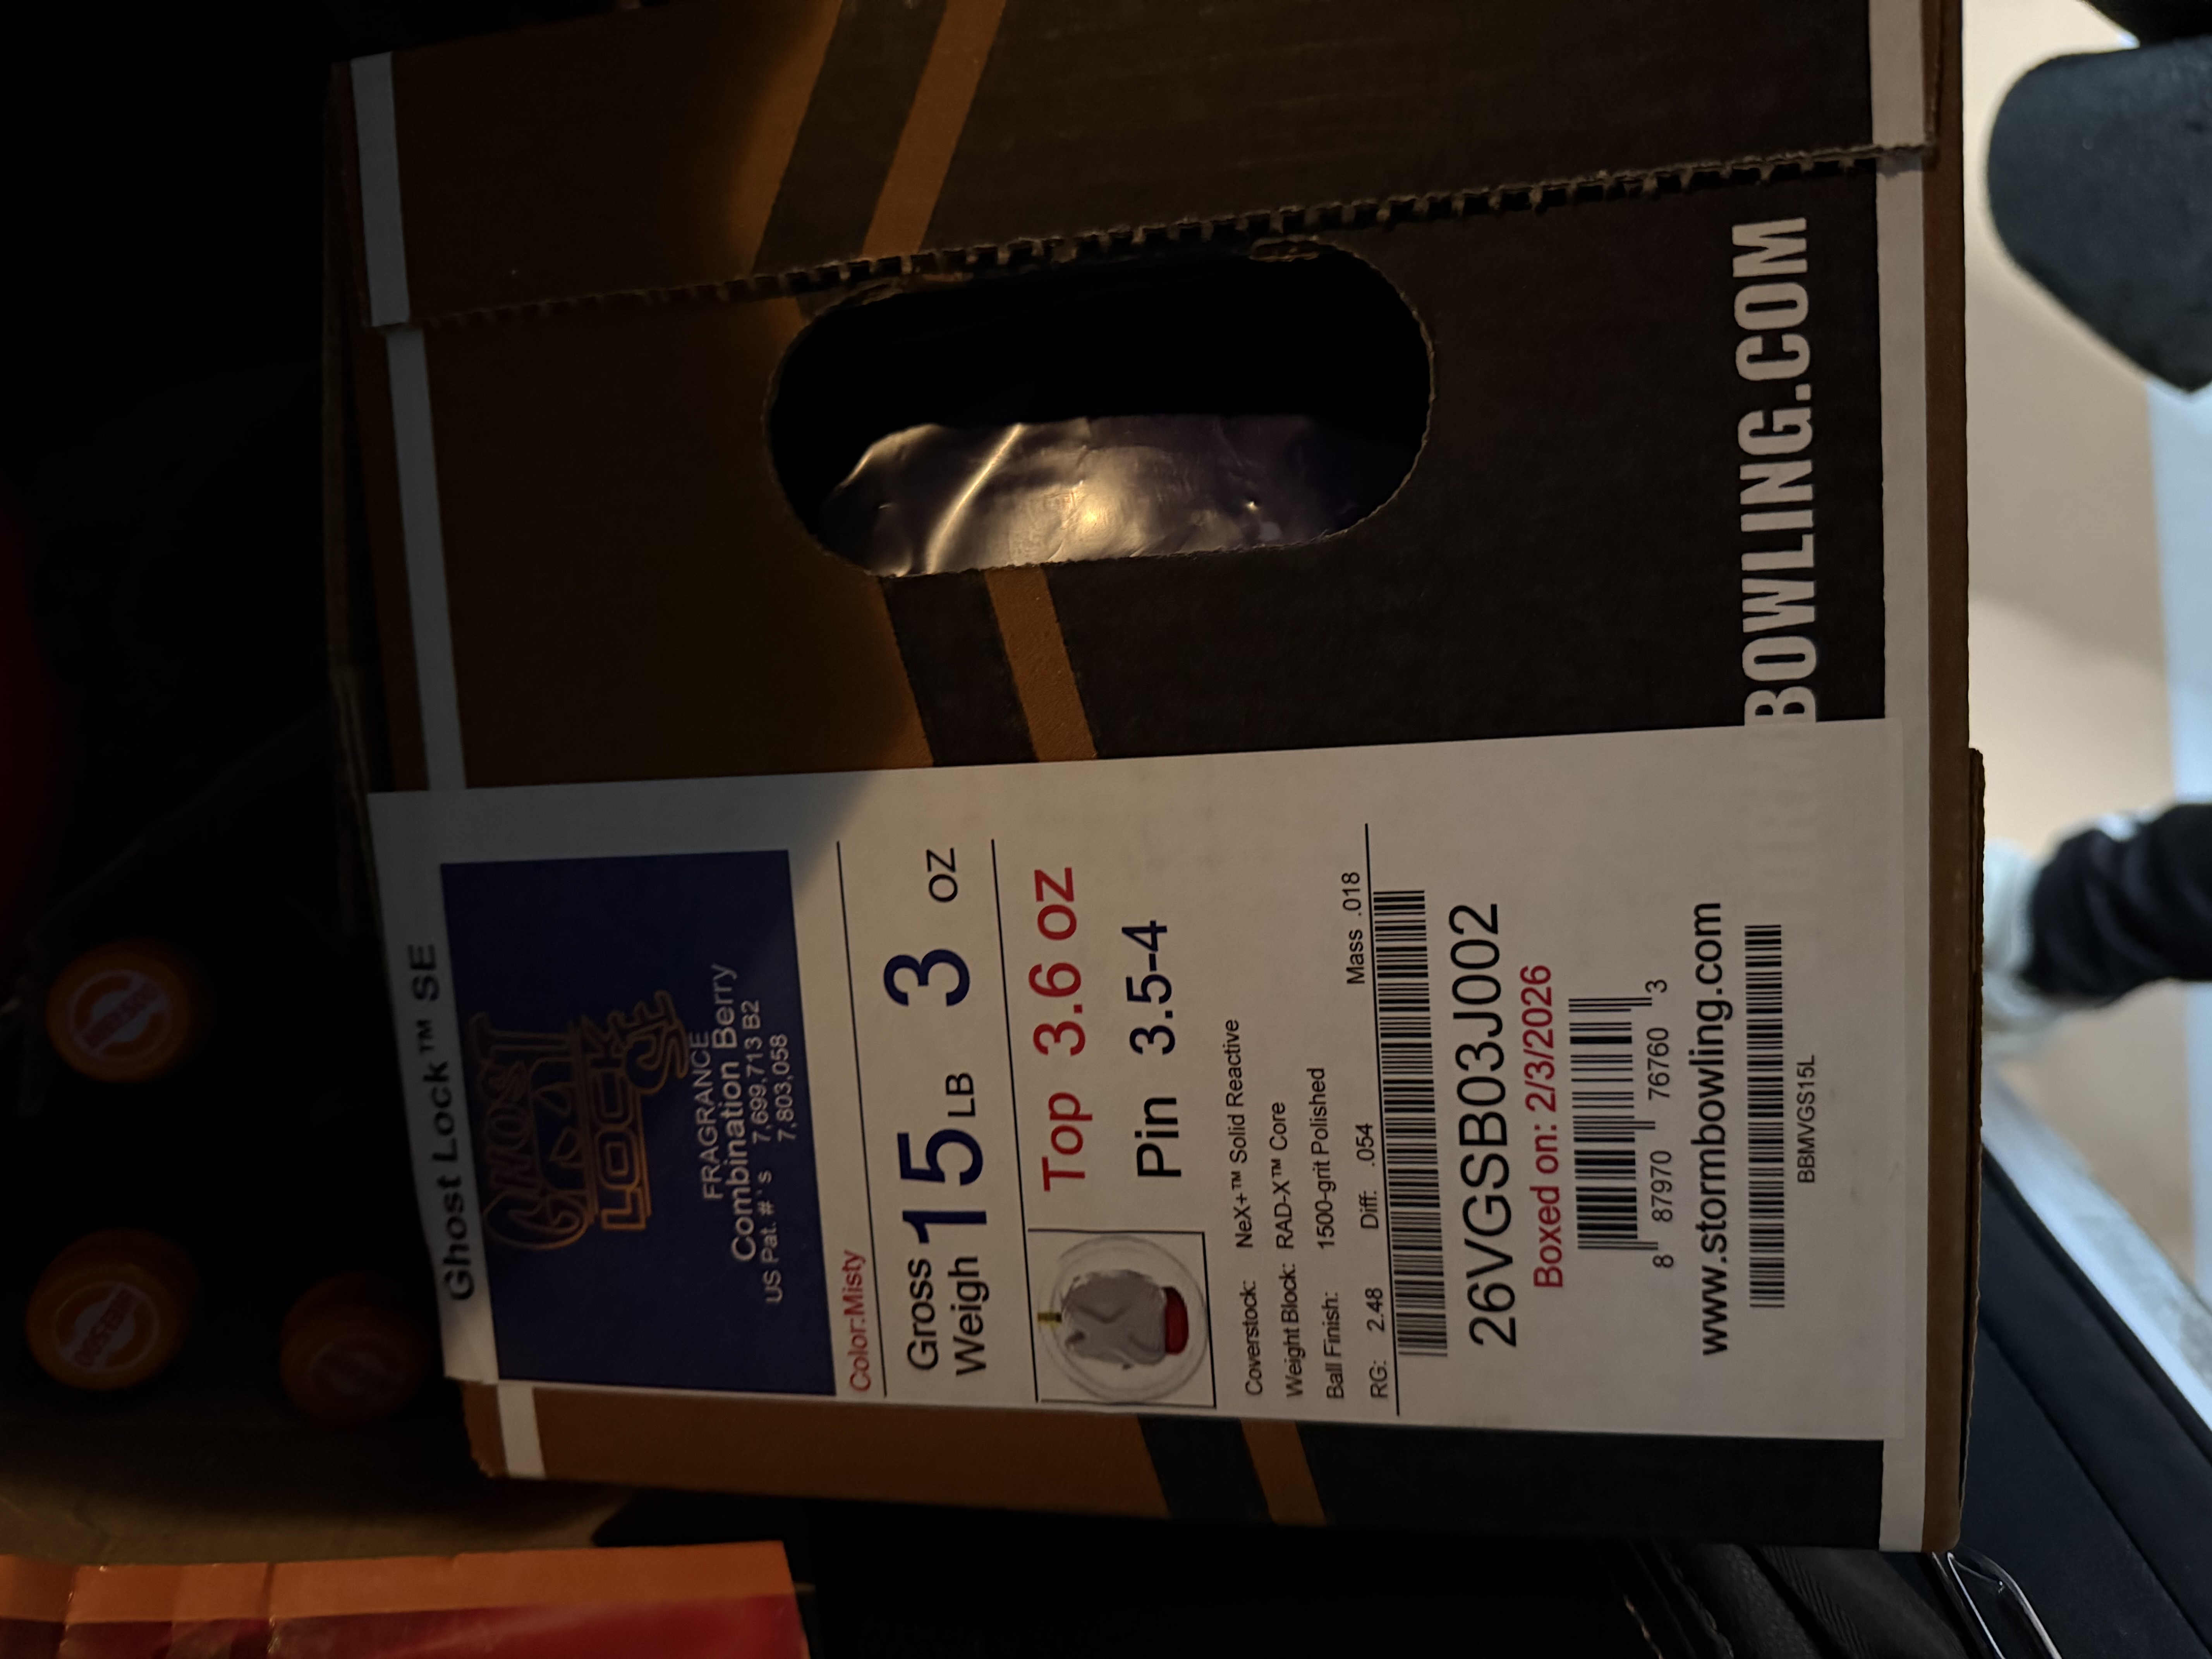 Ghost Lock™ SE
GHOST
LOCK
SE
FRAGRANCE
Combination Berry
US Pat. #`s 7,699,713 B2
7,803,058
Color:Misty
Gross
Weigh
15 LB 3 OZ
Top 3.6 oz
Pin 3.5-4
Coverstock: NeX+™ Solid Reactive
Weight Block: RAD-X™ Core
Ball Finish: 1500-grit Polished
RG: 2.48 Diff: .054 Mass .018
26VGSB03J002
Boxed on: 2/3/2026
8 87970 76760 3
www.stormbowling.com
BBMVGS15L
BOWLING.COM